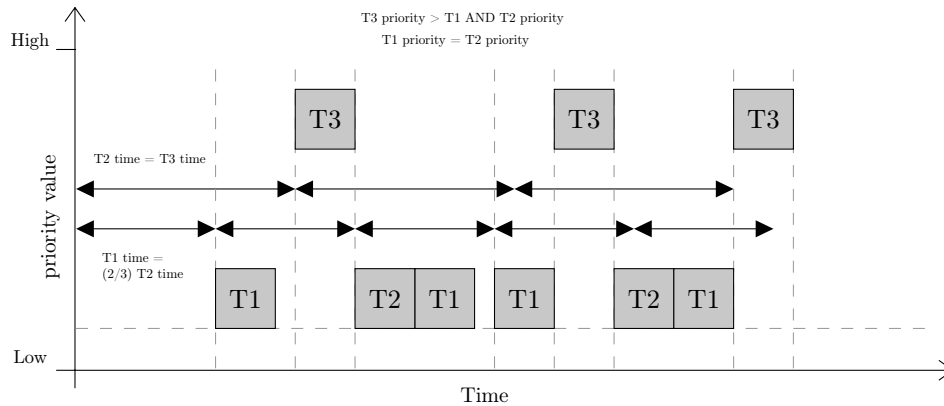 T3 priority > T1 AND T2 priority
T1 priority = T2 priority
High
T3
T3
T3
T2 time = T3 time
priority value
T1 time =
(2/3) T2 time
T1
T2
T1
T1
T2
T1
Low
Time